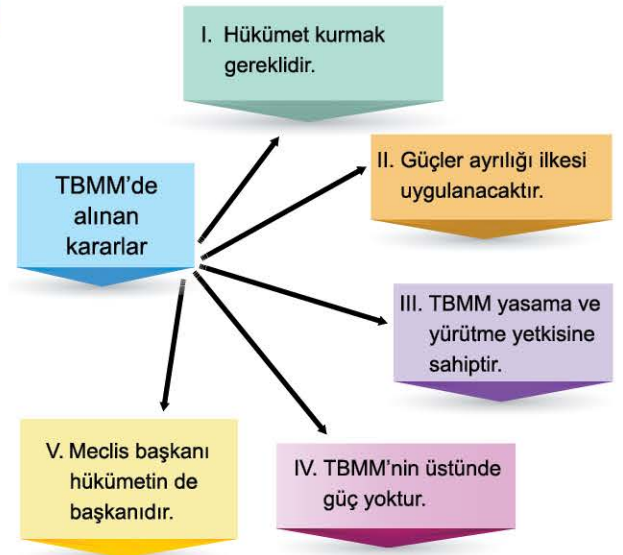 I. Hükümet kurmak
gereklidir.
II. Güçler ayrılığı ilkesi
uygulanacaktır.
TBMM'de
alınan
kararlar
III. TBMM yasama ve
yürütme yetkisine
sahiptir.
V. Meclis başkanı
hükümetin de
başkanıdır.
IV. TBMM'nin üstünde
güç yoktur.